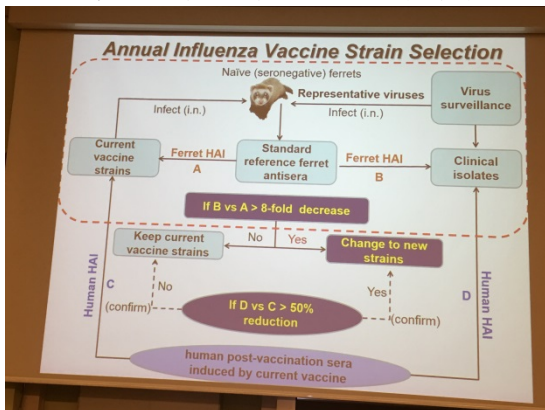 Annual Influenza Vaccine Strain Selection
Naïve (seronegative) ferrets
Representative viruses
Virus
surveillance
Infect (i.n.)
Infect (i.n.)
Current
vaccine
strains
Ferret HAI
A
Standard
reference ferret
antisera
Ferret HAI
B
Clinical
isolates
If B vs A > 8-fold decrease
No
Yes
Keep current
vaccine strains
Change to new
strains
Human HAI
C
No
(confirm)
If D vs C > 50%
reduction
Yes
(confirm)
D
Human HAI
human post-vaccination sera
induced by current vaccine